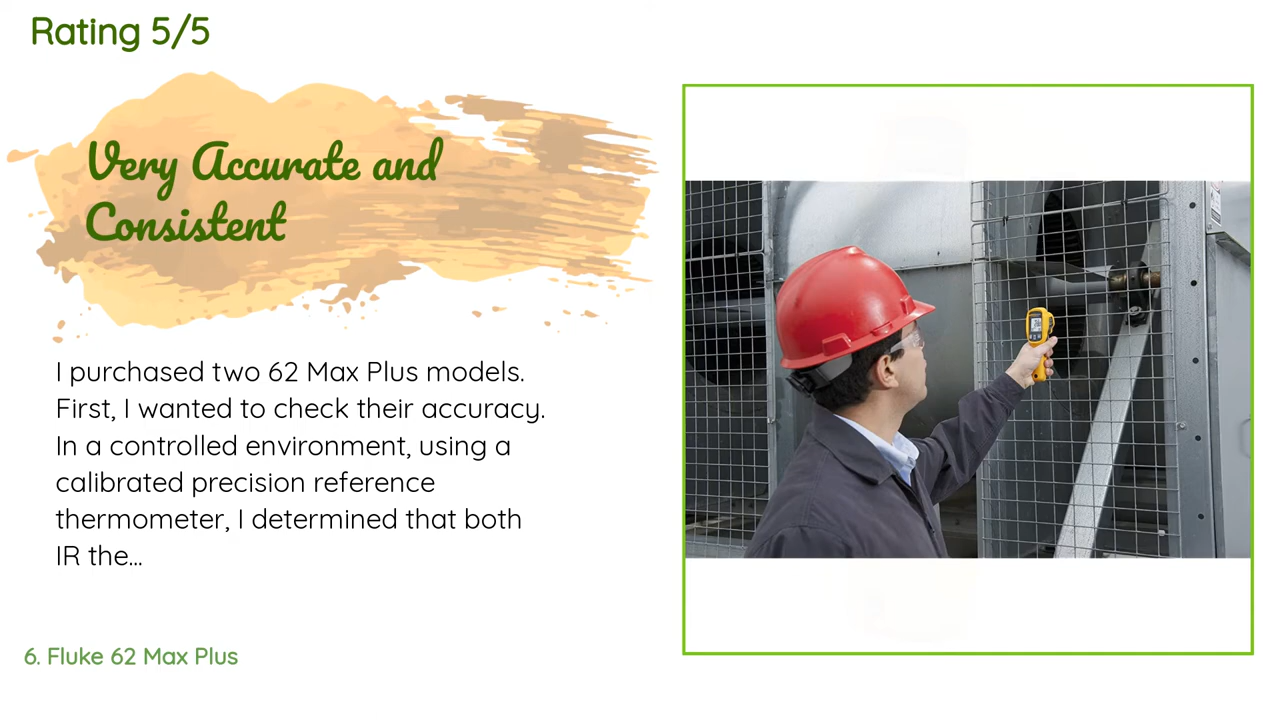 Rating 5/5
Very Accurate and
Consistent
I purchased two 62 Max Plus models.
First, I wanted to check their accuracy.
In a controlled environment, using a
calibrated precision reference
thermometer, I determined that both
IR the...
6. Fluke 62 Max Plus